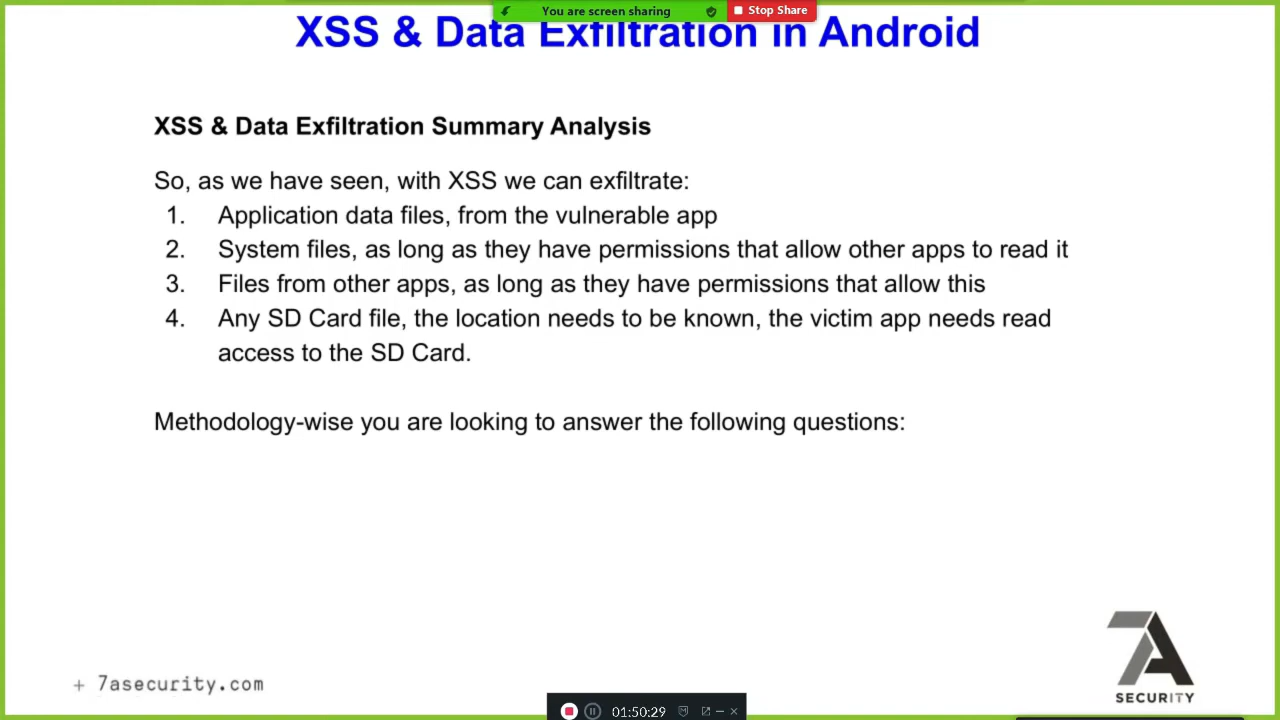 You are screen sharing
Stop Share
XSS & Data Exfiltration in Android
XSS & Data Exfiltration Summary Analysis
So, as we have seen, with XSS we can exfiltrate:
1. Application data files, from the vulnerable app
2. System files, as long as they have permissions that allow other apps to read it
3. Files from other apps, as long as they have permissions that allow this
4. Any SD Card file, the location needs to be known, the victim app needs read
access to the SD Card.
Methodology-wise you are looking to answer the following questions:
+ 7asecurity.com
7A
SECURITY
01:50:29